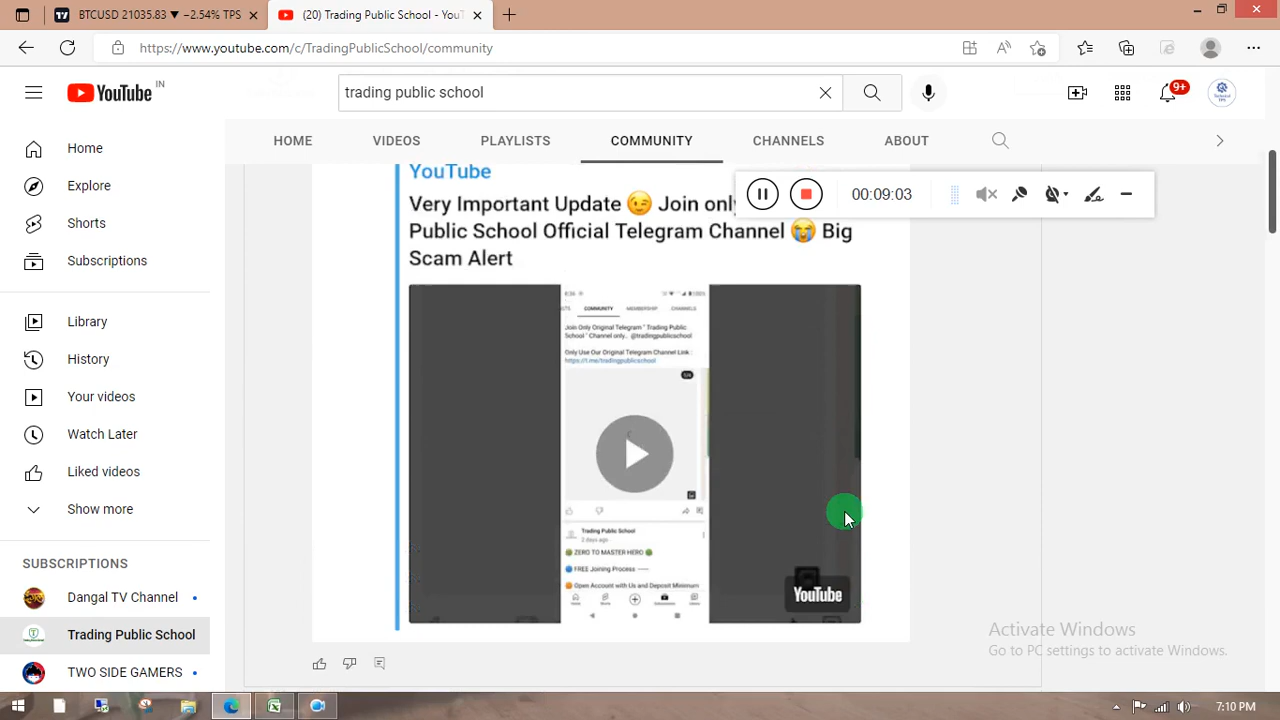 BTCUSD 21035.83 ▼ −2.54% TPS
(20) Trading Public School - YouT
https://www.youtube.com/c/TradingPublicSchool/community
YouTube IN
trading public school
9+
HOME VIDEOS PLAYLISTS COMMUNITY CHANNELS ABOUT
Home
Explore
Shorts
Subscriptions
Library
History
Your videos
Watch Later
Liked videos
Show more
SUBSCRIPTIONS
Dangal TV Channel
Trading Public School
TWO SIDE GAMERS
00:09:03
YouTube
Very Important Update 😉 Join onl
Public School Official Telegram Channel 😭 Big
Scam Alert
COMMUNITY MEMBERSHIP CHANNELS
Join Only Original Telegram " Trading Public
School " Channel only.. @tradingpublicschool
Only Use Our Original Telegram Channel Link :
https://t.me/tradingpublicschool
Trading Public School
2 days ago
ZERO TO MASTER HERO
FREE Joining Process
Open Account with Us and Deposit Minimum
YouTube
Activate Windows
Go to PC settings to activate Windows.
7:10 PM